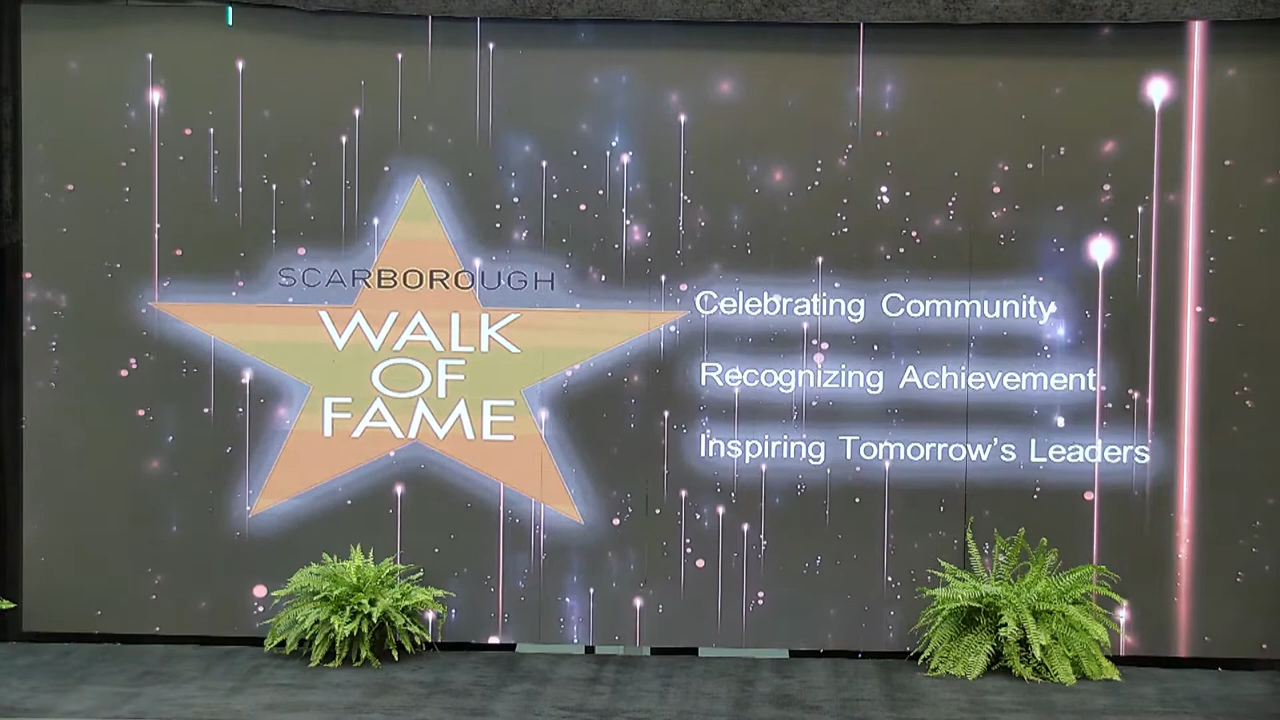 SCARBOROUGH
WALK
OF
FAME
Celebrating Community
Recognizing Achievement
Inspiring Tomorrow's Leaders